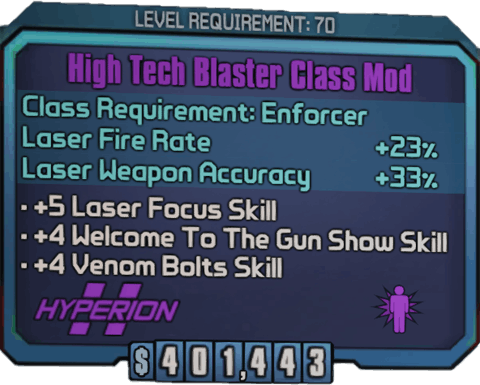 LEVEL REQUIREMENT: 70
High Tech Blaster Class Mod
Class Requirement: Enforcer
Laser Fire Rate +23%
Laser Weapon Accuracy +33%
· +5 Laser Focus Skill
· +4 Welcome To The Gun Show Skill
· +4 Venom Bolts Skill
HYPERION
$401,443